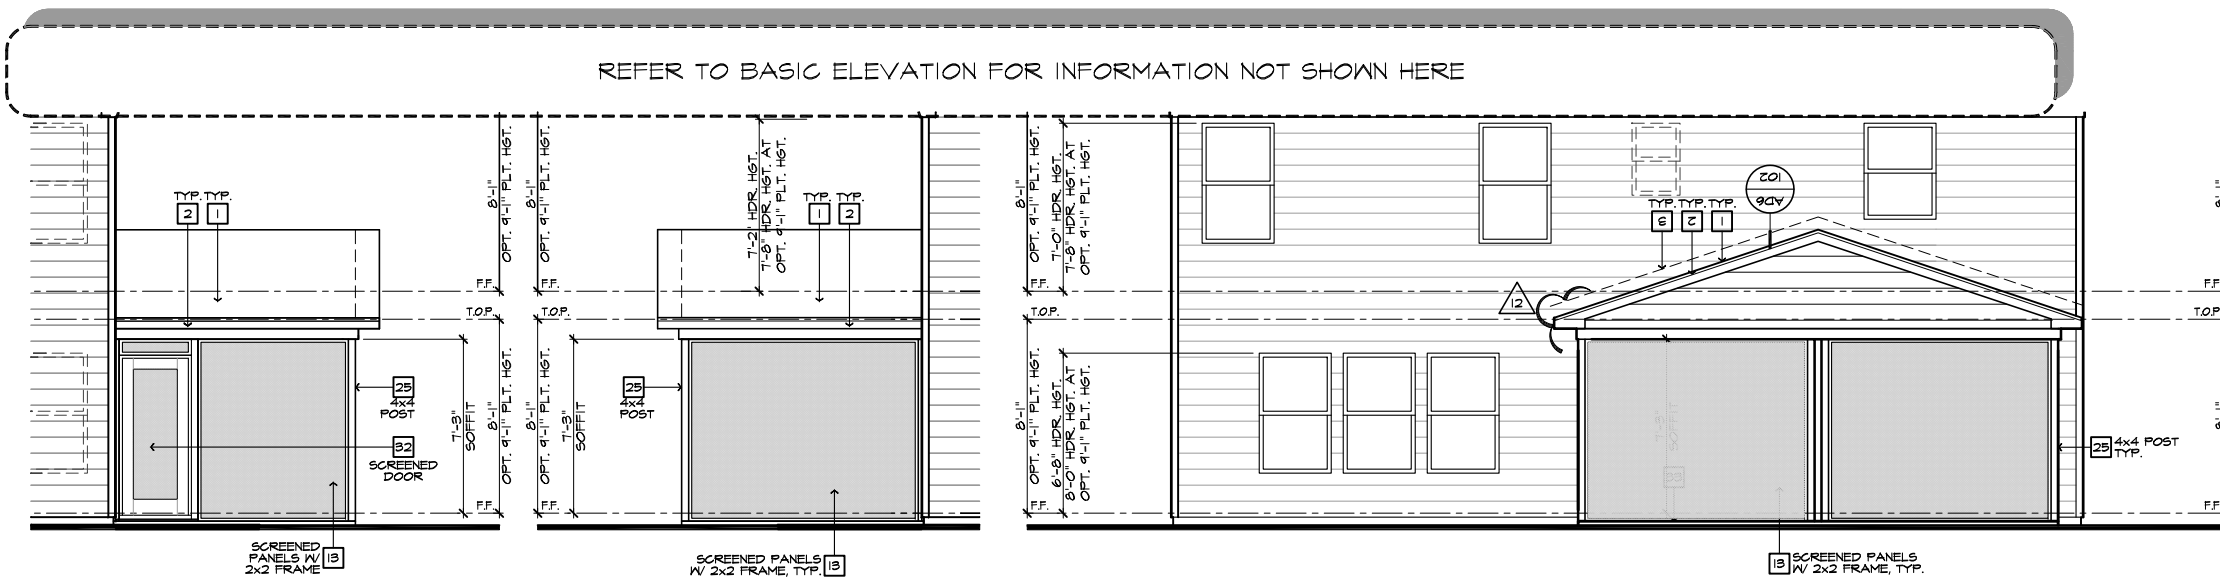 REFER TO BASIC ELEVATION FOR INFORMATION NOT SHOWN HERE
TYP. TYP.
2 1
8'-1"
OPT. 9'-1" PLT. HGT.
F.F.
T.O.P.
25
4x4
POST
32
SCREENED
DOOR
7'-3"
SOFFIT
8'-1"
OPT. 9'-1" PLT. HGT.
F.F.
SCREENED
PANELS W/
2x2 FRAME
13
8'-1"
OPT. 9'-1" PLT. HGT.
7'-2" HDR. HGT.
7'-8" HDR. HGT. AT
OPT. 9'-1" PLT. HGT.
TYP. TYP.
1 2
F.F.
T.O.P.
25
4x4
POST
8'-1"
OPT. 9'-1" PLT. HGT.
7'-3"
SOFFIT
F.F.
SCREENED PANELS
W/ 2x2 FRAME, TYP.
13
8'-1"
7'-0" HDR. HGT.
7'-8" HDR. HGT. AT
OPT. 9'-1" PLT. HGT.
102
AD6
TYP. TYP. TYP.
3 2 1
12
F.F.
T.O.P.
T.O.P.
8'-1"
OPT. 9'-1" PLT. HGT.
6'-8" HDR. HGT.
8'-0" HDR. HGT. AT
OPT. 9'-1" PLT. HGT.
7'-3"
SOFFIT
25
4x4 POST
TYP.
F.F.
F.F.
13
SCREENED PANELS
W/ 2x2 FRAME, TYP.